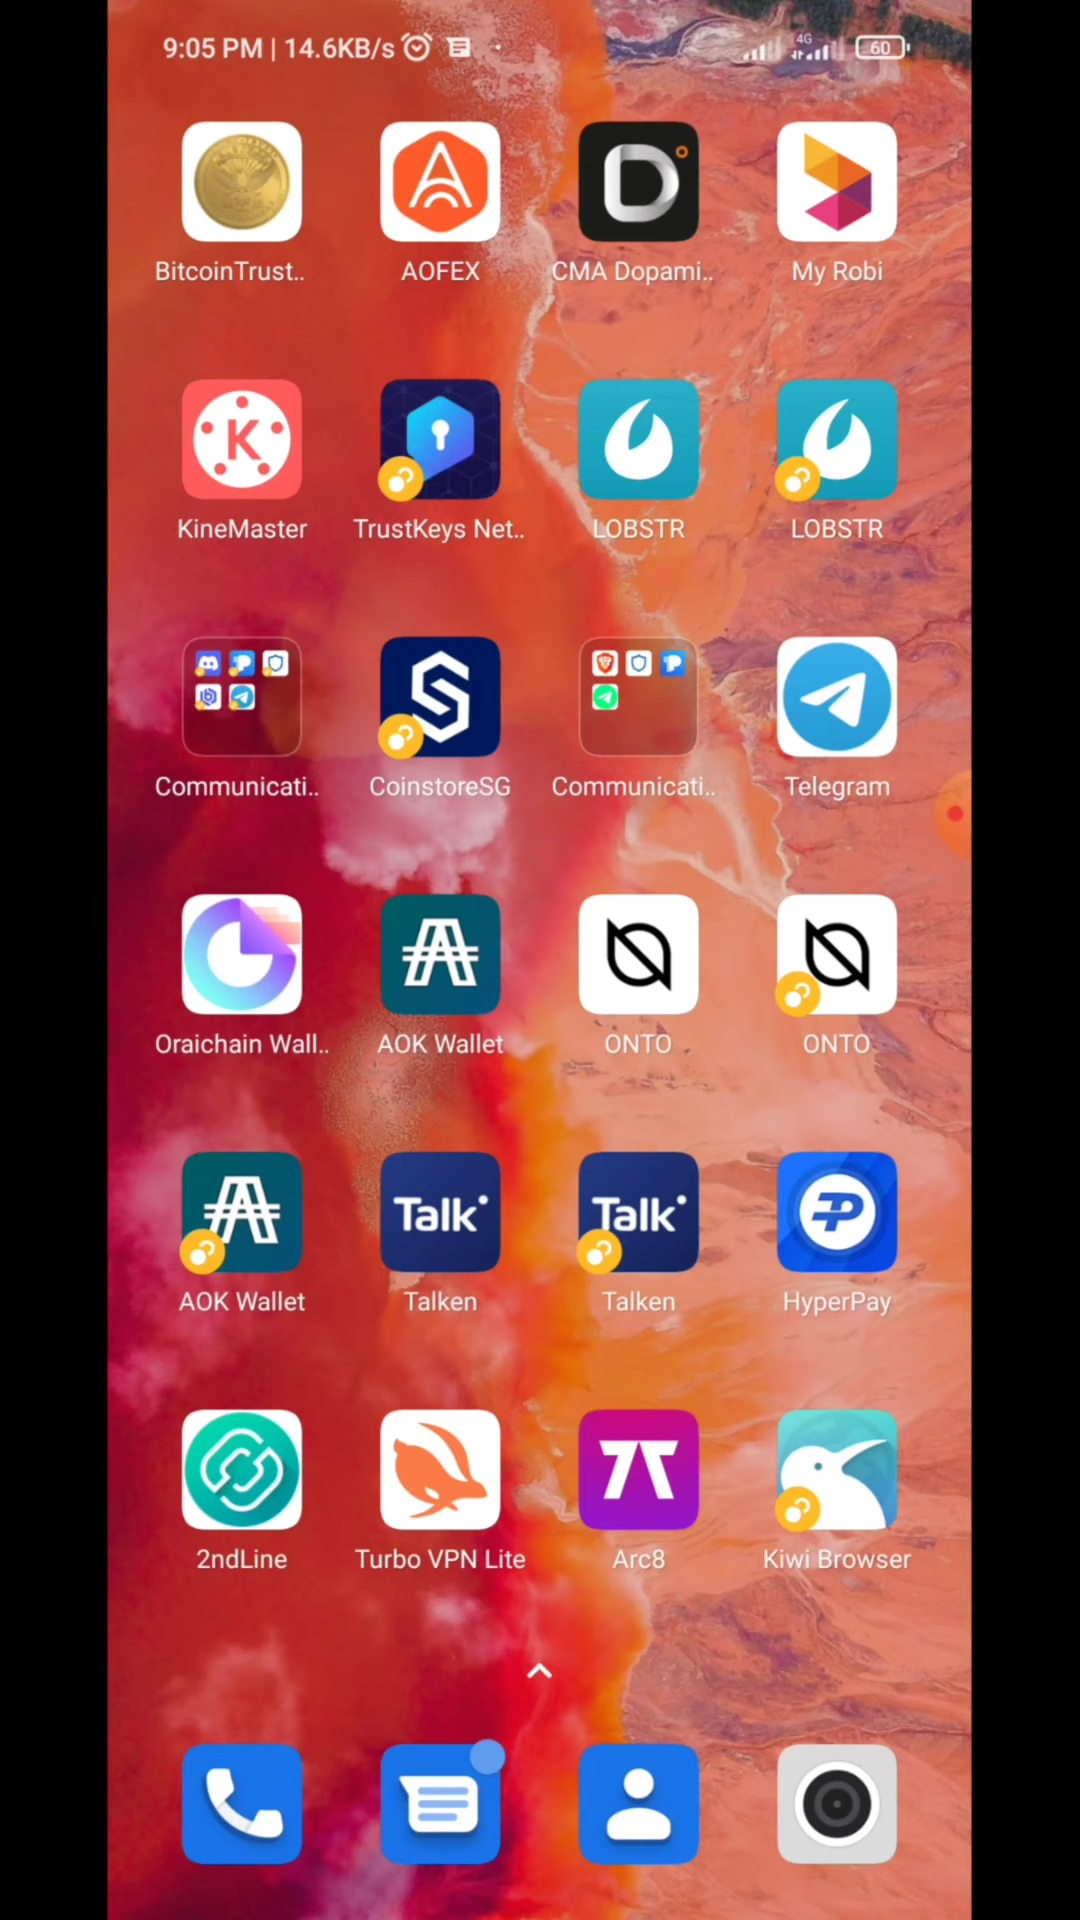 9:05 PM | 14.6KB/s 4G 60
BitcoinTrust.. AOFEX CMA Dopami.. My Robi
K
KineMaster TrustKeys Net.. LOBSTR LOBSTR
Communicati.. CoinstoreSG Communicati.. Telegram
Oraichain Wall.. AOK Wallet ONTO ONTO
Talk Talk
AOK Wallet Talken Talken HyperPay
2ndLine Turbo VPN Lite Arc8 Kiwi Browser